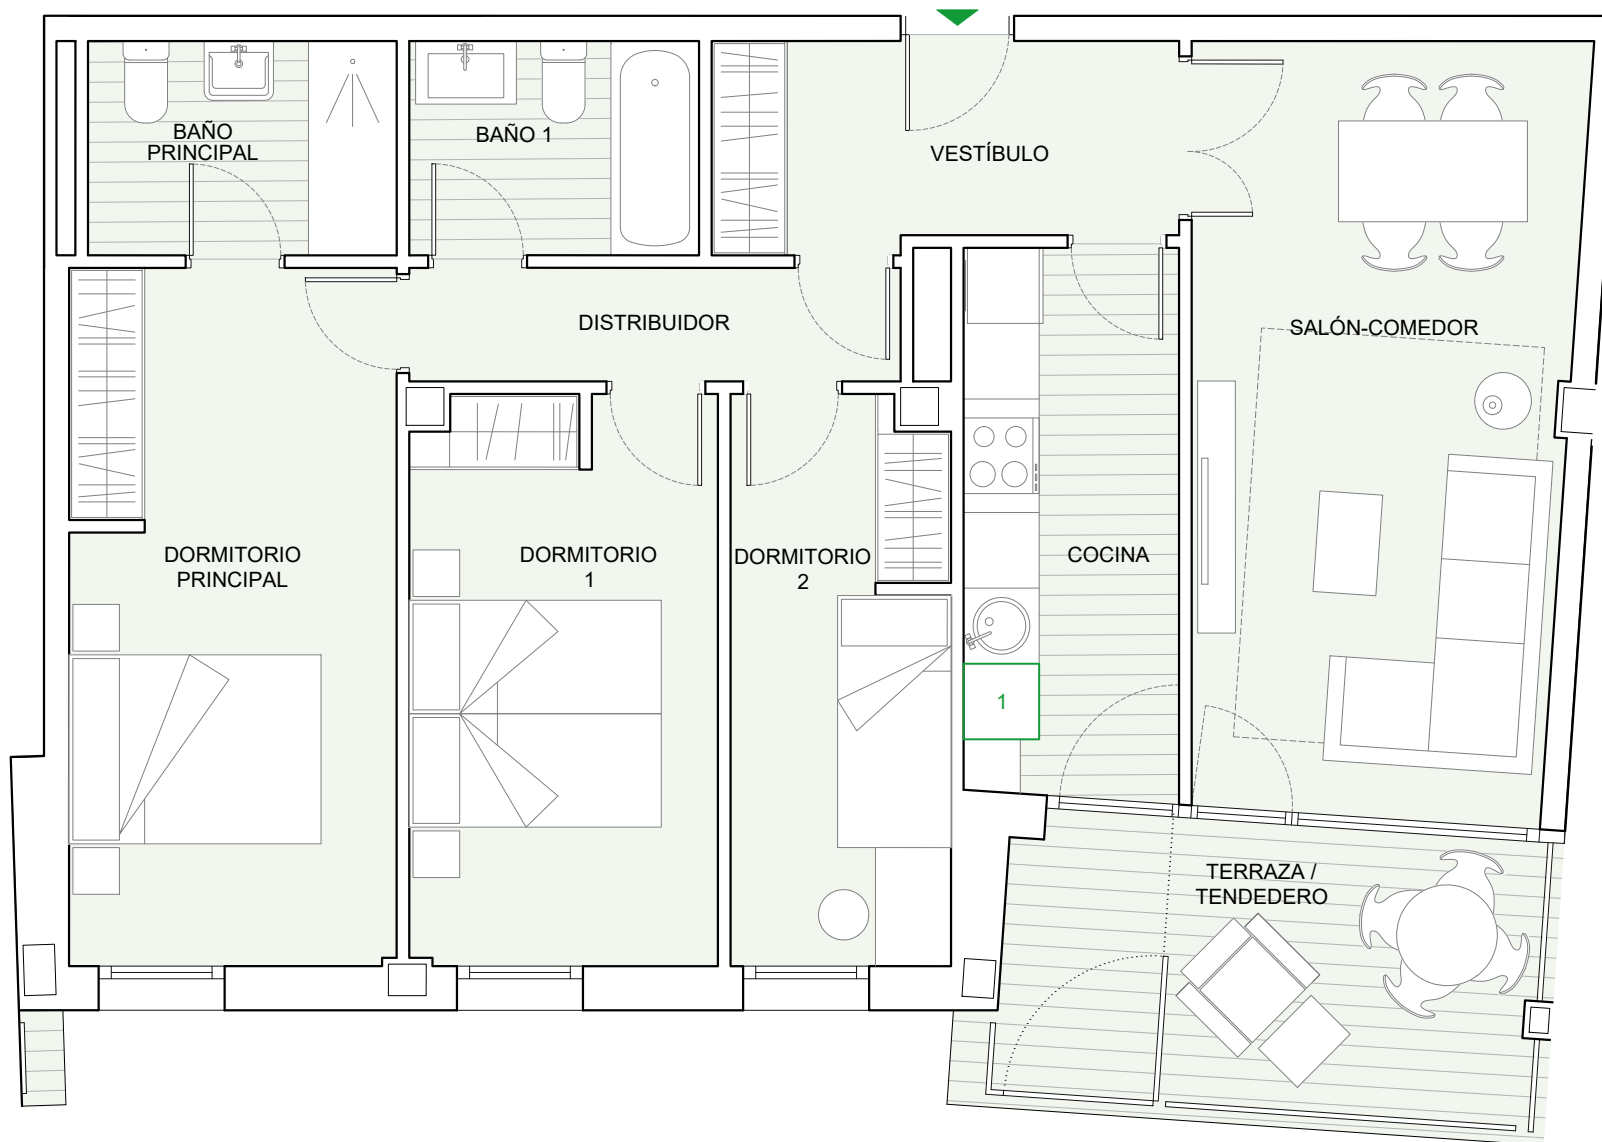 BAÑO
PRINCIPAL
BAÑO 1
VESTÍBULO
DISTRIBUIDOR
SALÓN-COMEDOR
DORMITORIO
PRINCIPAL
DORMITORIO
1
DORMITORIO
2
COCINA
1
TERRAZA /
TENDEDERO